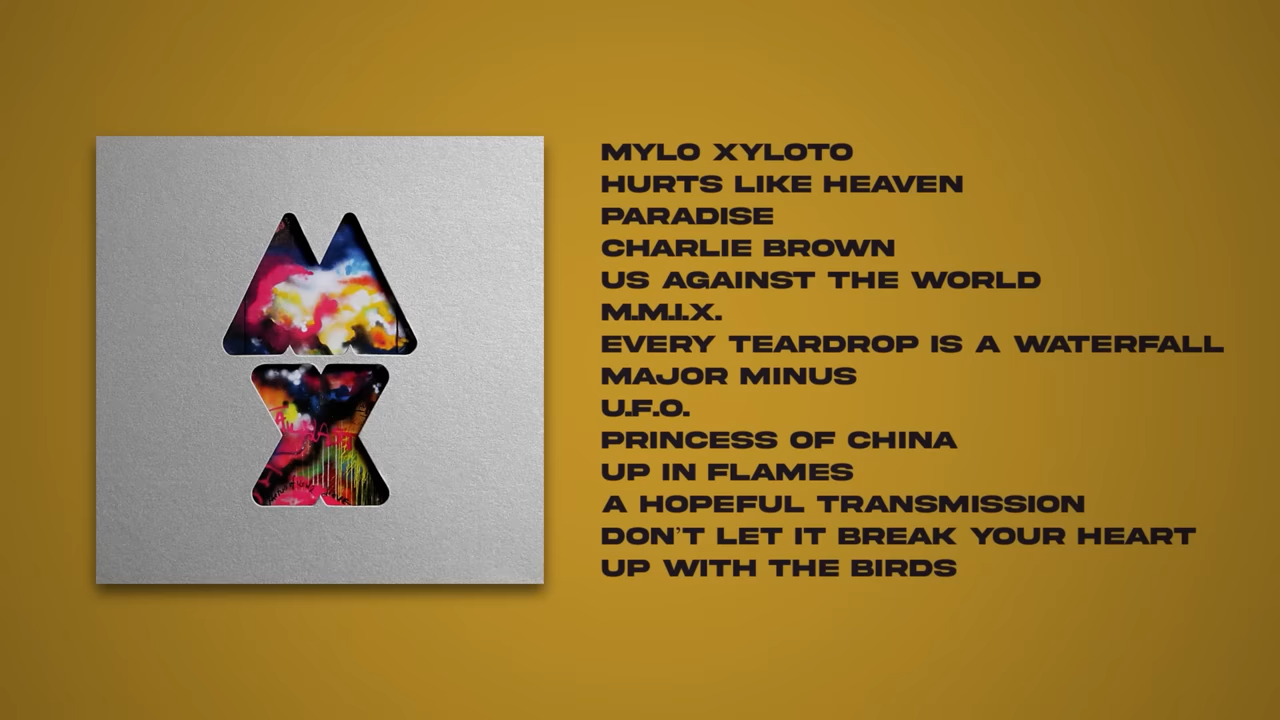 MYLO XYLOTO
HURTS LIKE HEAVEN
PARADISE
CHARLIE BROWN
US AGAINST THE WORLD
M.M.I.X.
EVERY TEARDROP IS A WATERFALL
MAJOR MINUS
U.F.O.
PRINCESS OF CHINA
UP IN FLAMES
A HOPEFUL TRANSMISSION
DON'T LET IT BREAK YOUR HEART
UP WITH THE BIRDS
M
X